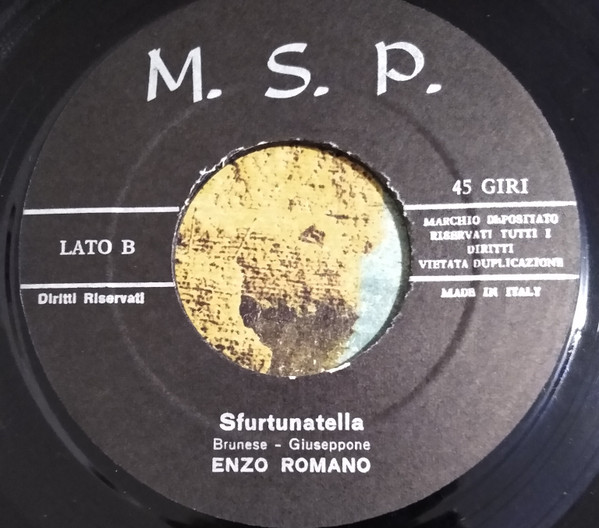 M. S. P.
45 GIRI
MARCHIO DEPOSITATO
RISERVATI TUTTI I
DIRITTI
VIETATA DUPLICAZIONE
LATO B
Diritti Riservati
MADE IN ITALY
Sfurtunatella
Brunese - Giuseppone
ENZO ROMANO